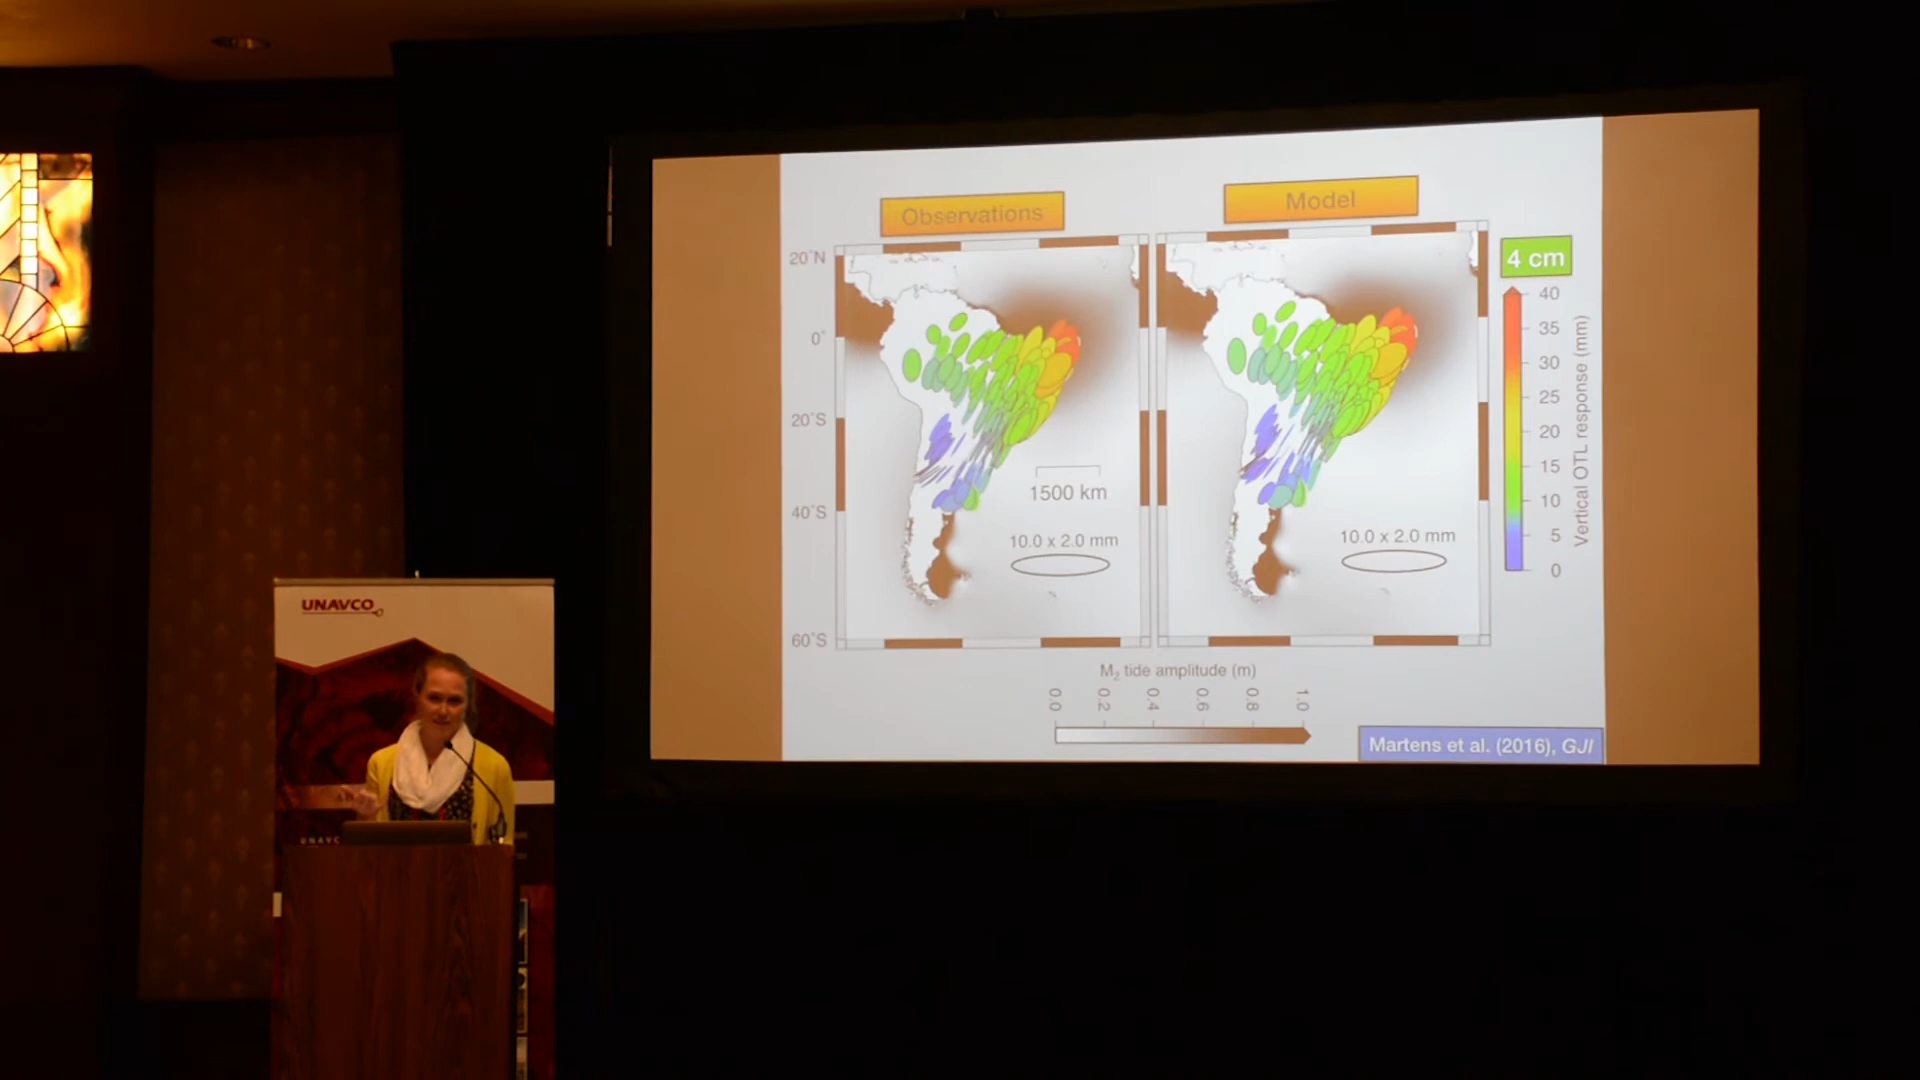 Observations
Model
20°N
0°
20°S
40°S
60°S
1500 km
10.0 x 2.0 mm
10.0 x 2.0 mm
4 cm
40
35
30
25
20
15
10
5
0
Vertical OTL response (mm)
M₂ tide amplitude (m)
0.0
0.2
0.4
0.6
0.8
1.0
Martens et al. (2016), GJI
UNAVCO
UNAVC